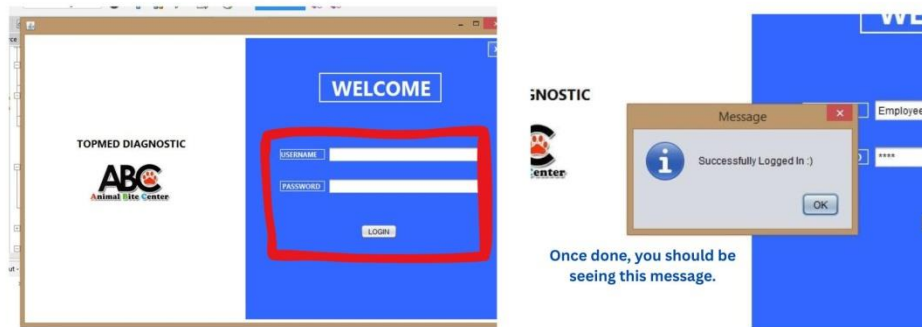 WELCOME
TOPMED DIAGNOSTIC
USERNAME
ABC
Animal Bite Center
PASSWORD
LOGIN
GNOSTIC
Message
Employee
Successfully Logged In :)
****
enter
OK
Once done, you should be
seeing this message.